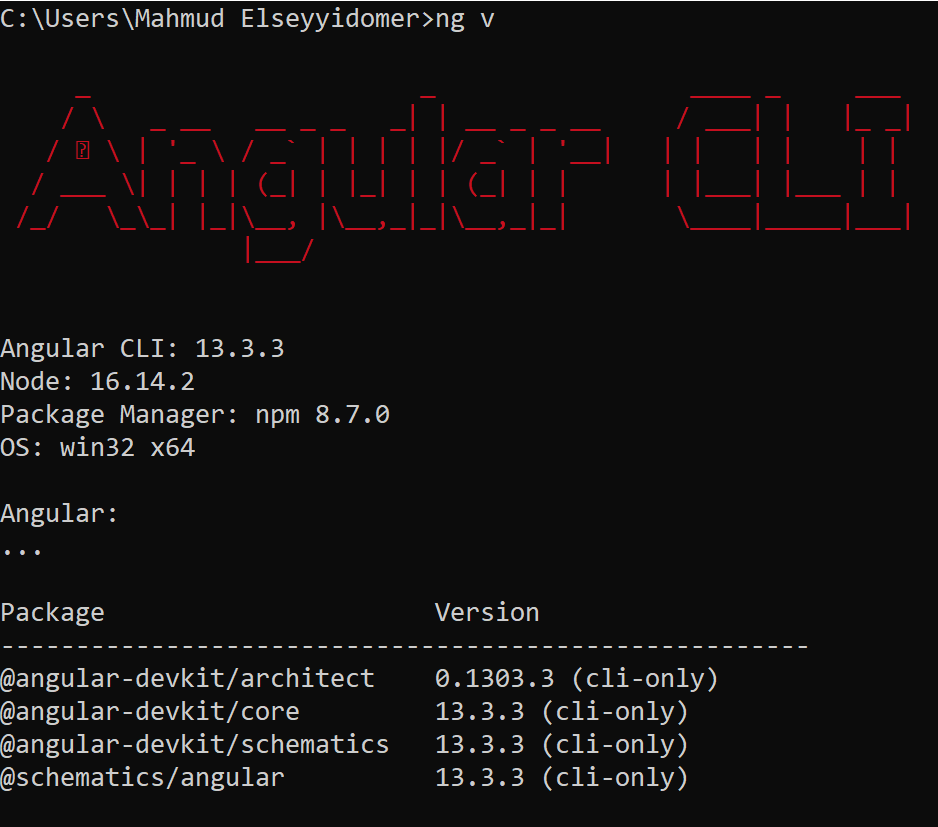 C:\Users\Mahmud Elseyyidomer>ng v
Angular CLI
Angular CLI: 13.3.3
Node: 16.14.2
Package Manager: npm 8.7.0
OS: win32 x64
Angular:
...
Package Version
------------------------------------------------------
@angular-devkit/architect 0.1303.3 (cli-only)
@angular-devkit/core 13.3.3 (cli-only)
@angular-devkit/schematics 13.3.3 (cli-only)
@schematics/angular 13.3.3 (cli-only)